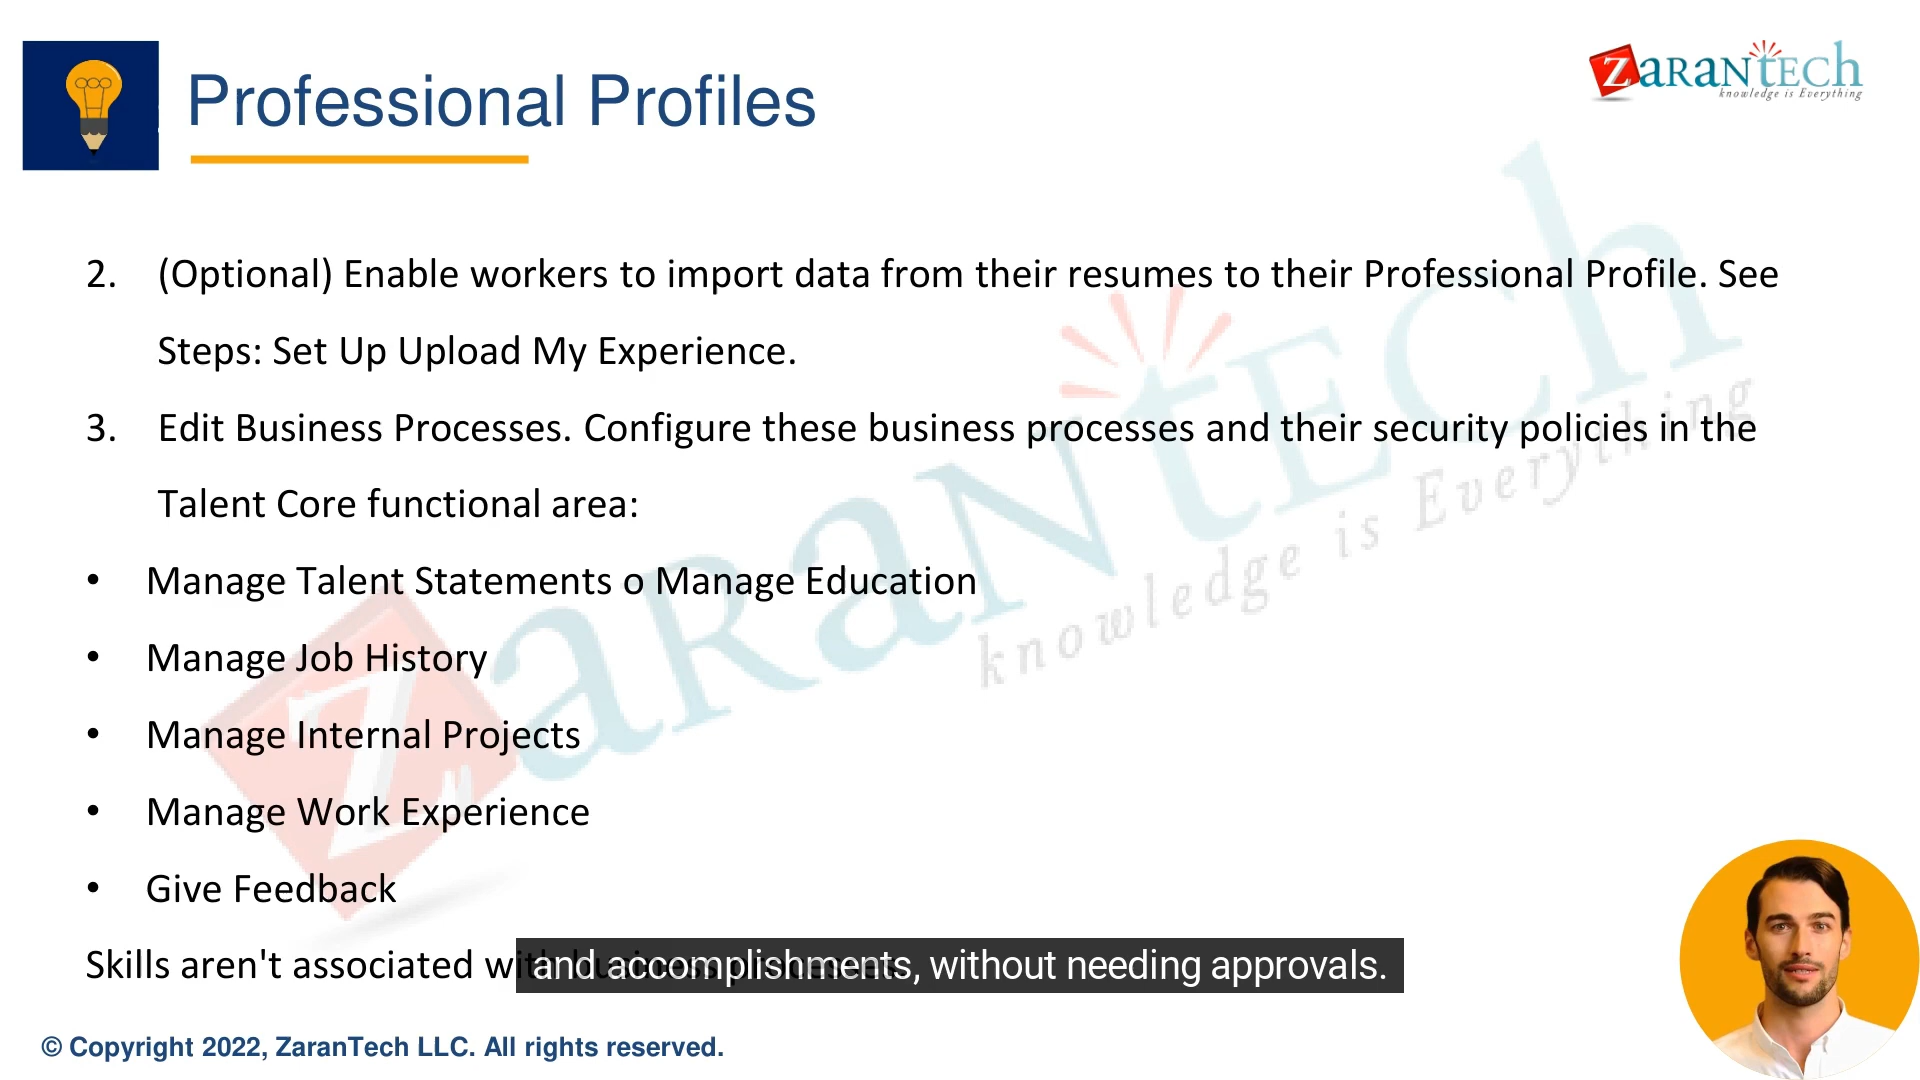 Professional Profiles
ZaranTech
knowledge is Everything
2. (Optional) Enable workers to import data from their resumes to their Professional Profile. See
Steps: Set Up Upload My Experience.
3. Edit Business Processes. Configure these business processes and their security policies in the
Talent Core functional area:
• Manage Talent Statements o Manage Education
• Manage Job History
• Manage Internal Projects
• Manage Work Experience
• Give Feedback
Skills aren't associated with
and accomplishments, without needing approvals.
© Copyright 2022, ZaranTech LLC. All rights reserved.
ZaranTech
knowledge is Everything